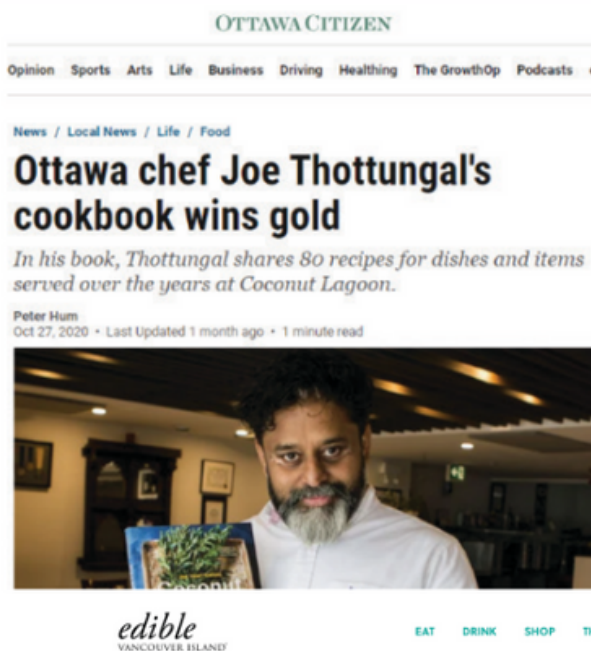 OTTAWA CITIZEN
Opinion Sports Arts Life Business Driving Healthing The GrowthOp Podcasts
News / Local News / Life / Food
Ottawa chef Joe Thottungal's
cookbook wins gold
In his book, Thottungal shares 80 recipes for dishes and items
served over the years at Coconut Lagoon.
Peter Hum
Oct 27, 2020 • Last Updated 1 month ago • 1 minute read
Coconut
edible
VANCOUVER ISLAND
EAT DRINK SHOP